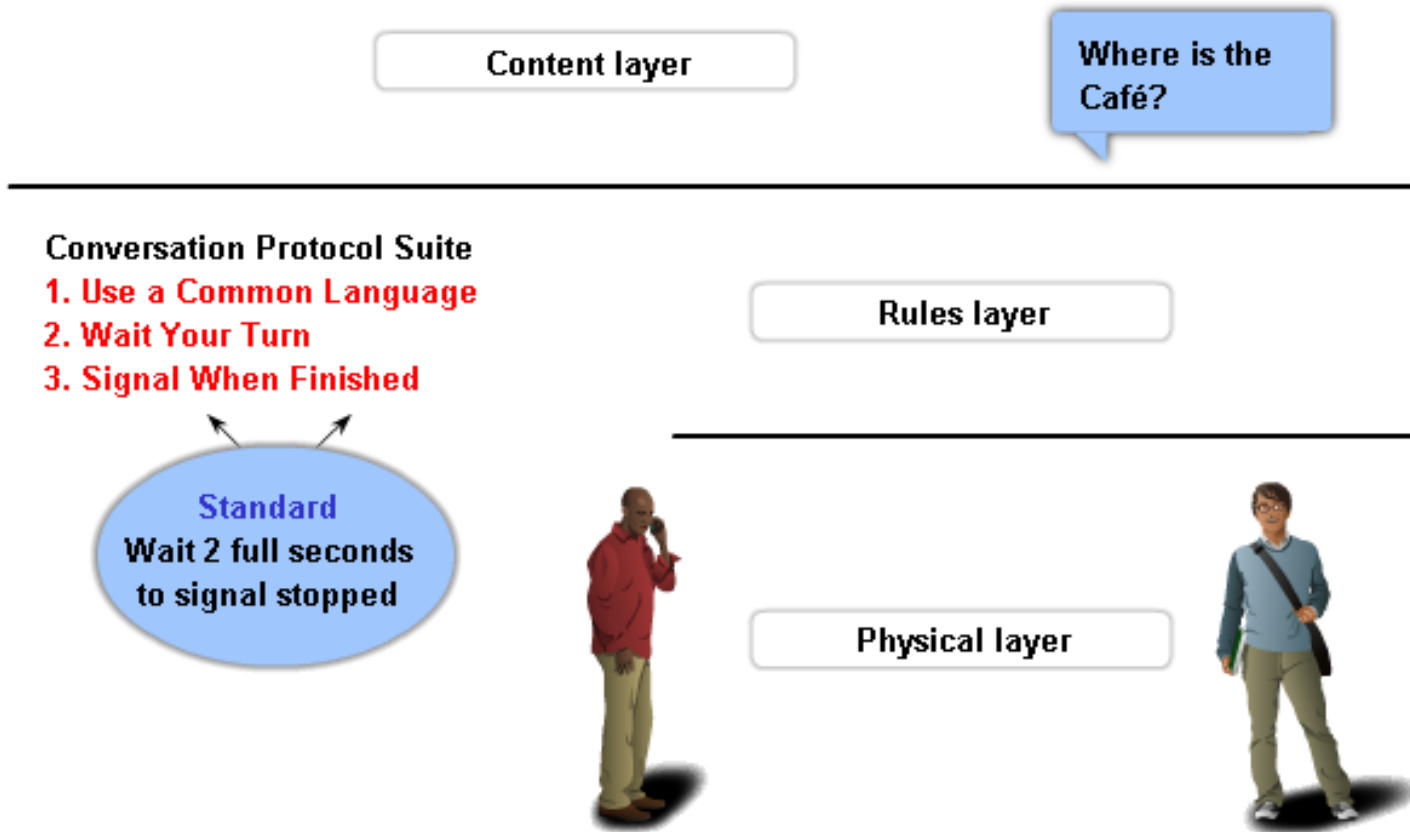 Content layer
Where is the
Café?
Conversation Protocol Suite
1. Use a Common Language
2. Wait Your Turn
3. Signal When Finished
Rules layer
Standard
Wait 2 full seconds
to signal stopped
Physical layer